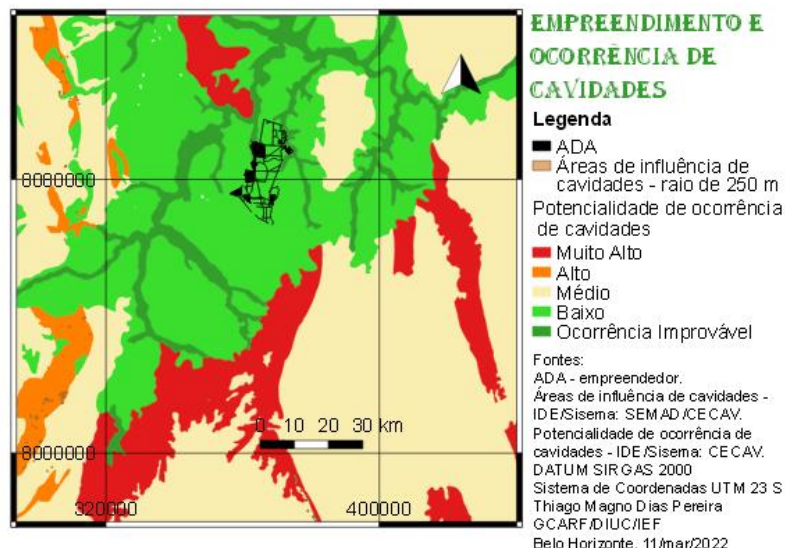 EMPREENDIMENTO E
OCORRÊNCIA DE
CAVIDADES
Legenda
ADA
Áreas de influência de
cavidades - raio de 250 m
Potencialidade de ocorrência
de cavidades
Muito Alto
Alto
Médio
Baixo
Ocorrência Improvável
Fontes:
ADA - empreendedor.
Áreas de influência de cavidades -
IDE/Sisema: SEMAD/CECAV.
Potencialidade de ocorrência de
cavidades - IDE/Sisema: CECAV.
DATUM SIRGAS 2000
Sistema de Coordenadas UTM 23 S
Thiago Magno Dias Pereira
GCARF/DIUC/IEF
Belo Horizonte, 11/mar/2022
8080000
0 10 20 30 km
8000000
320000 400000